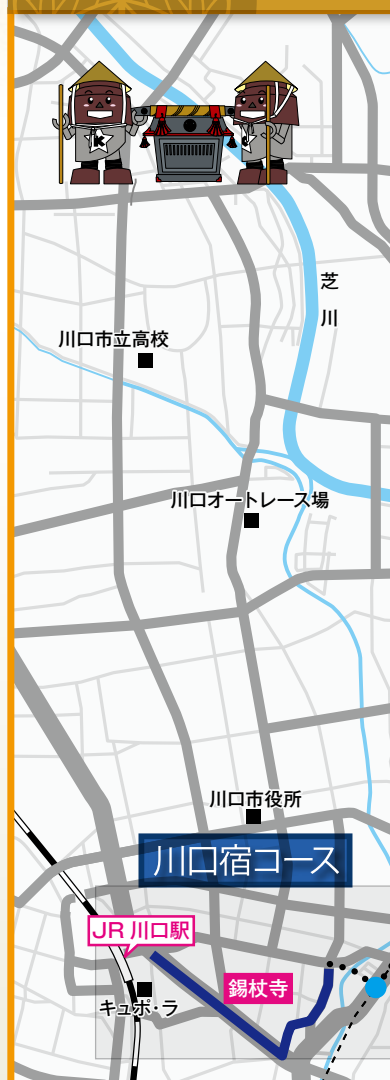 芝川
川口市立高校
川口オートレース場
川口市役所
川口宿コース
JR 川口駅
錫杖寺
キュポ・ラ